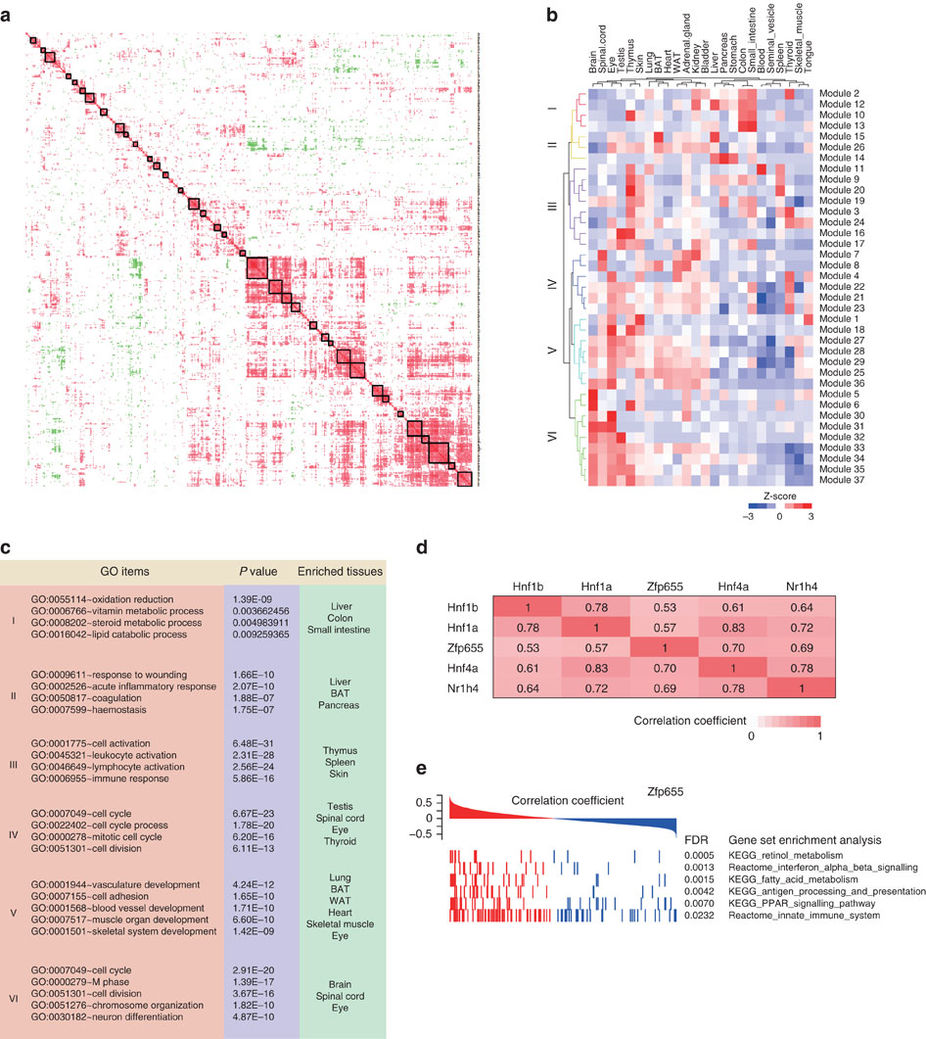 a
b
Brain
Spinal.cord
Eye
Testis
Thymus
Skin
Lung
BAT
Heart
WAT
Adrenal.gland
Kidney
Bladder
Liver
Pancreas
Stomach
Colon
Small_intestine
Blood
Seminal_vesicle
Spleen
Thyroid
Skeletal_muscle
Tongue
I
II
III
IV
V
VI
Module 2
Module 12
Module 10
Module 13
Module 15
Module 26
Module 14
Module 11
Module 9
Module 20
Module 19
Module 3
Module 24
Module 16
Module 17
Module 7
Module 8
Module 4
Module 22
Module 21
Module 23
Module 1
Module 18
Module 27
Module 28
Module 29
Module 25
Module 36
Module 5
Module 6
Module 30
Module 31
Module 32
Module 33
Module 34
Module 35
Module 37
Z-score
−3 0 3
c
GO items P value Enriched tissues
I
GO:0055114~oxidation reduction 1.39E–09
GO:0006766~vitamin metabolic process 0.003662456
GO:0008202~steroid metabolic process 0.004983911
GO:0016042~lipid catabolic process 0.009259365
Liver
Colon
Small intestine
II
GO:0009611~response to wounding 1.66E–10
GO:0002526~acute inflammatory response 2.07E–10
GO:0050817~coagulation 1.88E–07
GO:0007599~haemostasis 1.75E–07
Liver
BAT
Pancreas
III
GO:0001775~cell activation 6.48E–31
GO:0045321~leukocyte activation 2.31E–28
GO:0046649~lymphocyte activation 2.56E–24
GO:0006955~immune response 5.86E–16
Thymus
Spleen
Skin
IV
GO:0007049~cell cycle 6.67E–23
GO:0022402~cell cycle process 1.78E–20
GO:0000278~mitotic cell cycle 6.20E–16
GO:0051301~cell division 6.11E–13
Testis
Spinal cord
Eye
Thyroid
V
GO:0001944~vasculature development 4.24E–12
GO:0007155~cell adhesion 1.65E–10
GO:0001568~blood vessel development 1.71E–10
GO:0007517~muscle organ development 6.60E–10
GO:0001501~skeletal system development 1.42E–09
Lung
BAT
WAT
Heart
Skeletal muscle
Eye
VI
GO:0007049~cell cycle 2.91E–20
GO:0000279~M phase 1.39E–17
GO:0051301~cell division 3.67E–16
GO:0051276~chromosome organization 1.82E–10
GO:0030182~neuron differentiation 4.87E–10
Brain
Spinal cord
Eye
d
Hnf1b Hnf1a Zfp655 Hnf4a Nr1h4
Hnf1b 1 0.78 0.53 0.61 0.64
Hnf1a 0.78 1 0.57 0.83 0.72
Zfp655 0.53 0.57 1 0.70 0.69
Hnf4a 0.61 0.83 0.70 1 0.78
Nr1h4 0.64 0.72 0.69 0.78 1
Correlation coefficient
0 1
e
Zfp655
Correlation coefficient
0.5
0
−0.5
FDR Gene set enrichment analysis
0.0005 KEGG_retinol_metabolism
0.0013 Reactome_interferon_alpha_beta_signalling
0.0015 KEGG_fatty_acid_metabolism
0.0042 KEGG_antigen_processing_and_presentation
0.0070 KEGG_PPAR_signalling_pathway
0.0232 Reactome_innate_immune_system